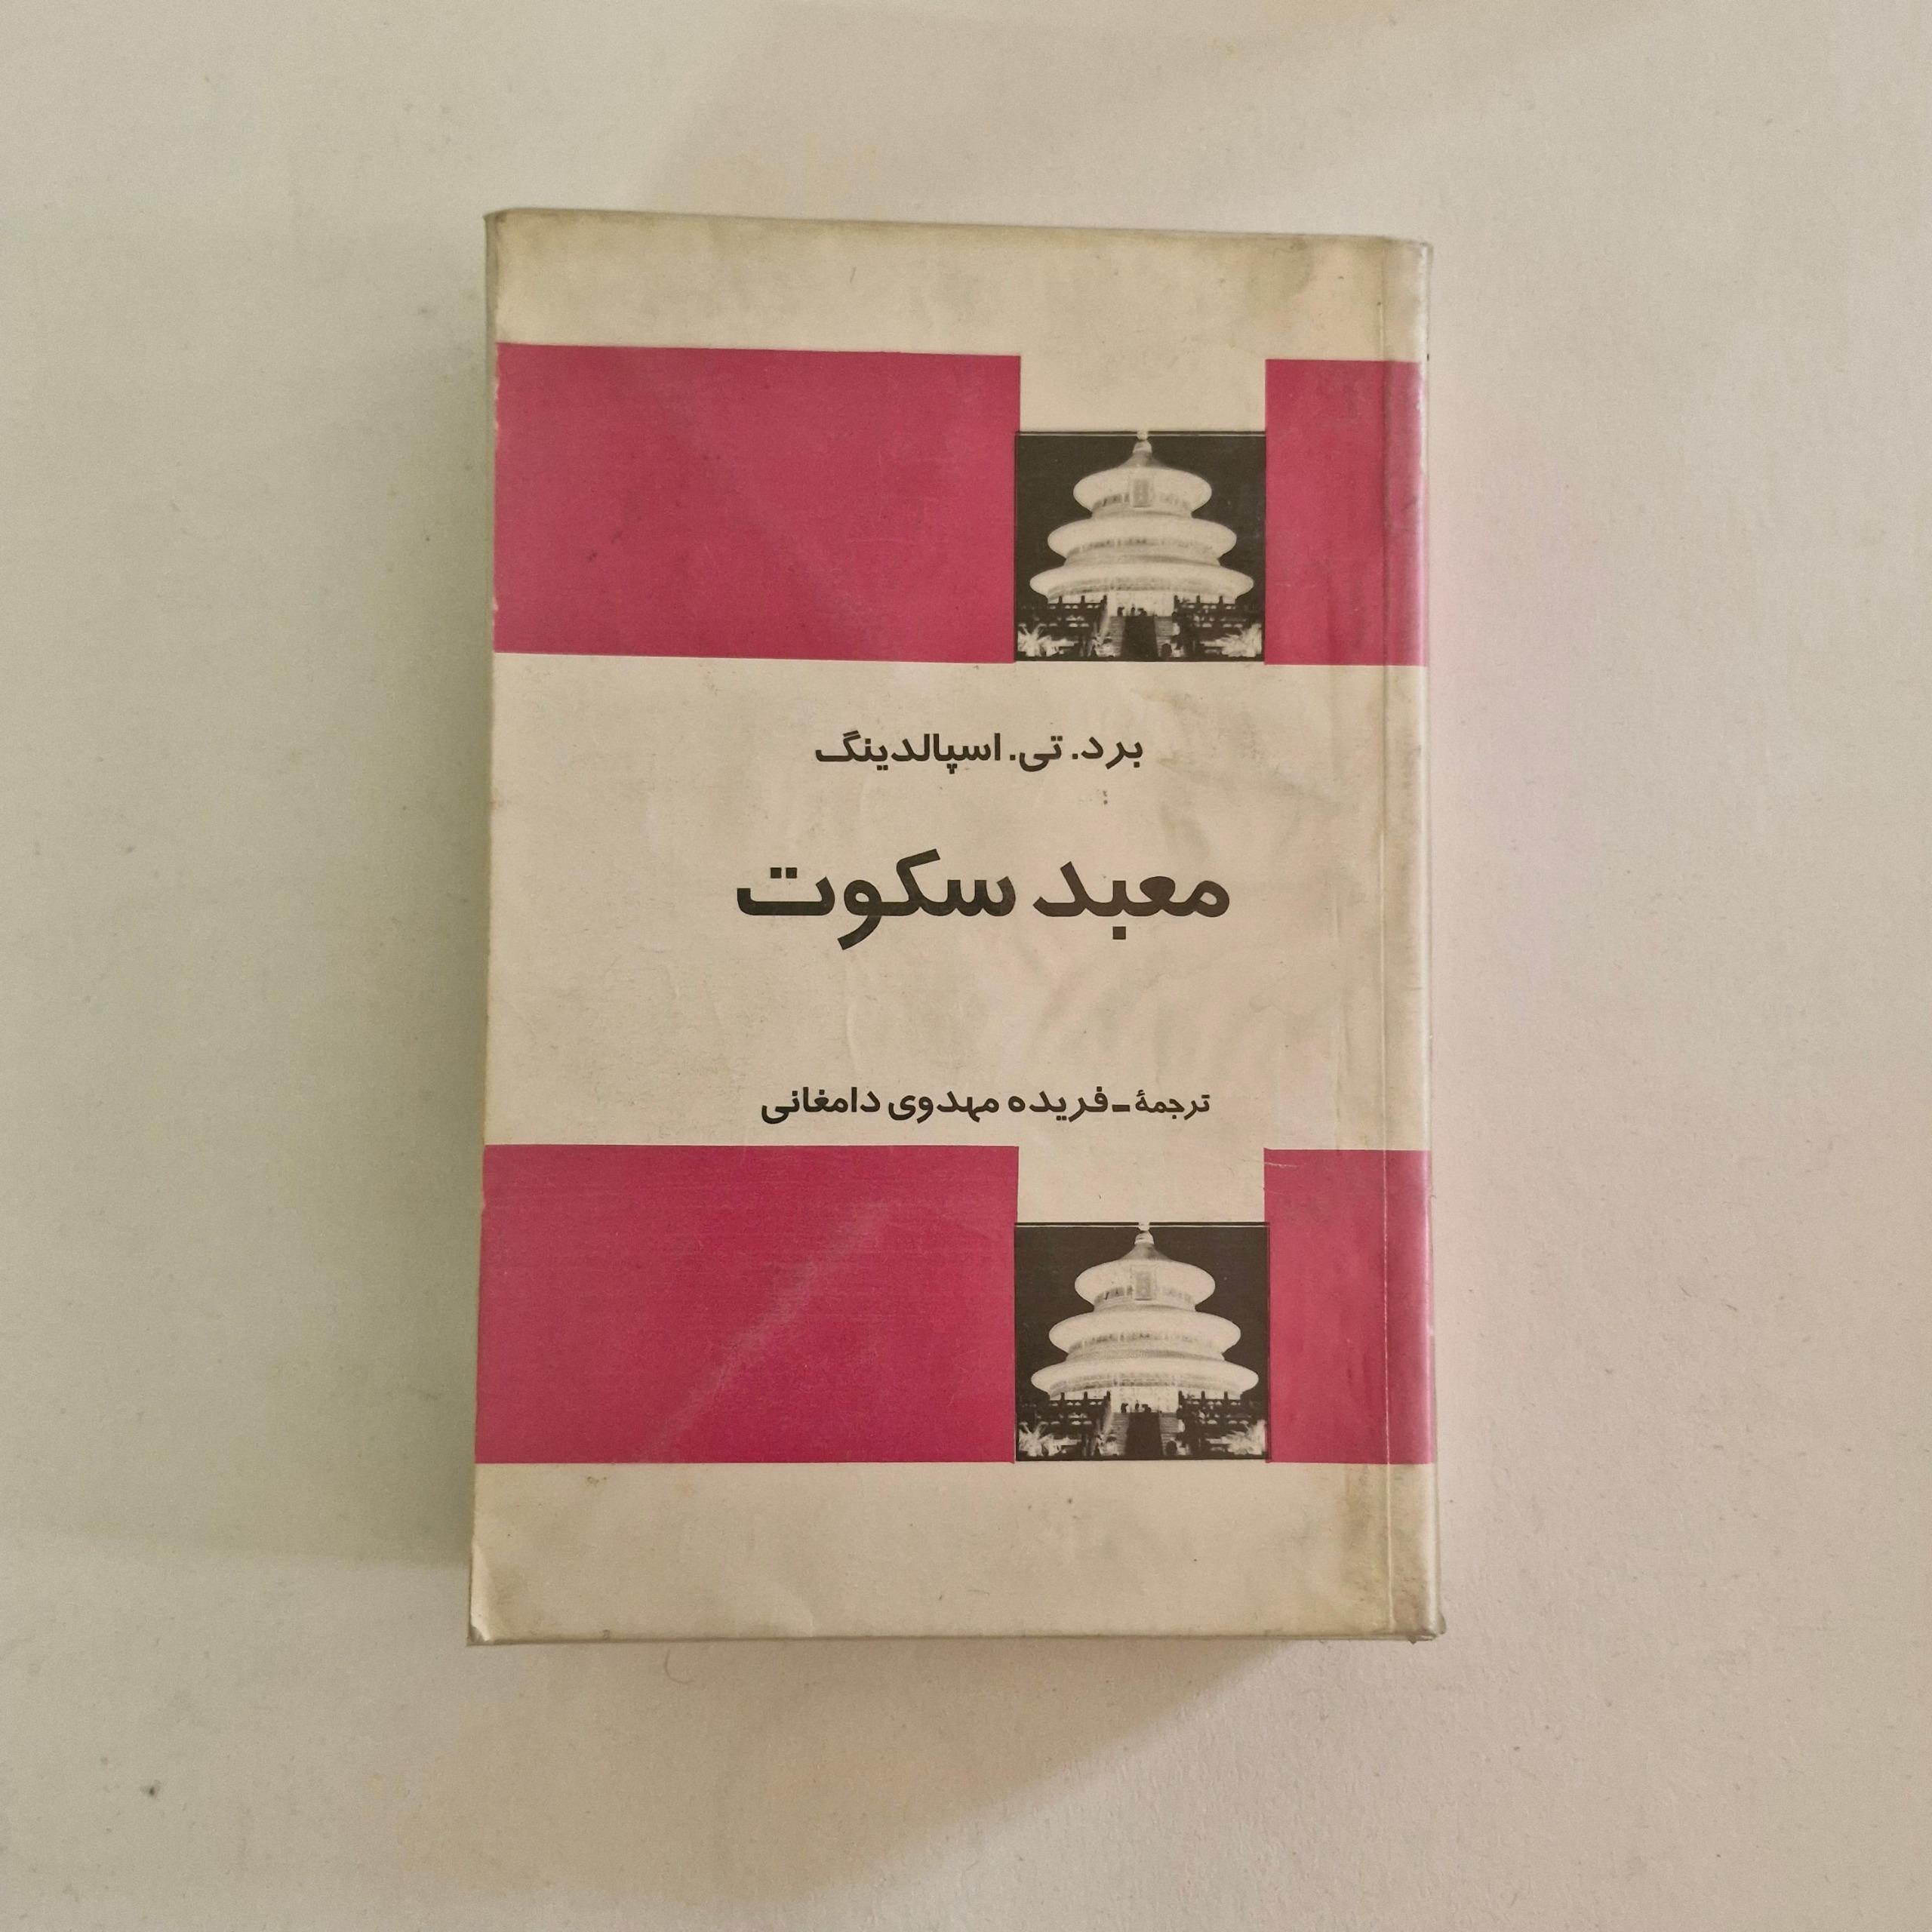 برد. تی. اسپالدینگ
معبد سکوت
ترجمهٔ ـ فریده مهدوی دامغانی